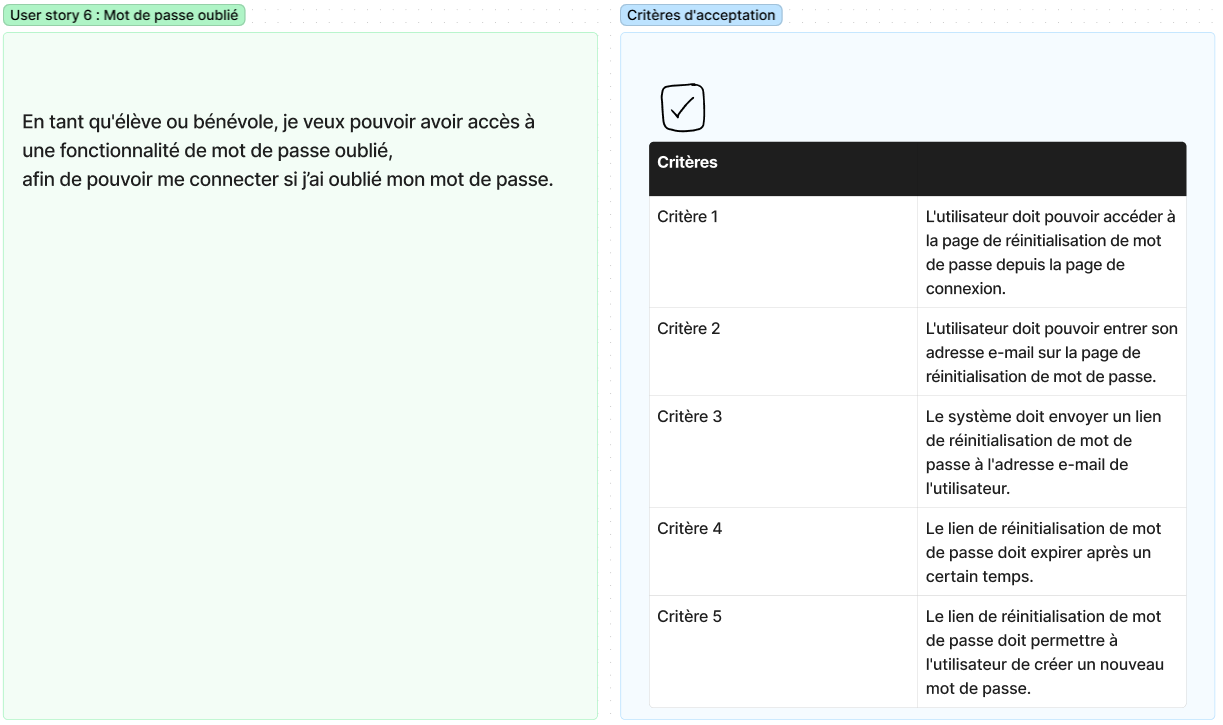 User story 6 : Mot de passe oublié
En tant qu'élève ou bénévole, je veux pouvoir avoir accès à
une fonctionnalité de mot de passe oublié,
afin de pouvoir me connecter si j'ai oublié mon mot de passe.
Critères d'acceptation
Critères
Critère 1
L'utilisateur doit pouvoir accéder à
la page de réinitialisation de mot
de passe depuis la page de
connexion.
Critère 2
L'utilisateur doit pouvoir entrer son
adresse e-mail sur la page de
réinitialisation de mot de passe.
Critère 3
Le système doit envoyer un lien
de réinitialisation de mot de
passe à l'adresse e-mail de
l'utilisateur.
Critère 4
Le lien de réinitialisation de mot
de passe doit expirer après un
certain temps.
Critère 5
Le lien de réinitialisation de mot
de passe doit permettre à
l'utilisateur de créer un nouveau
mot de passe.